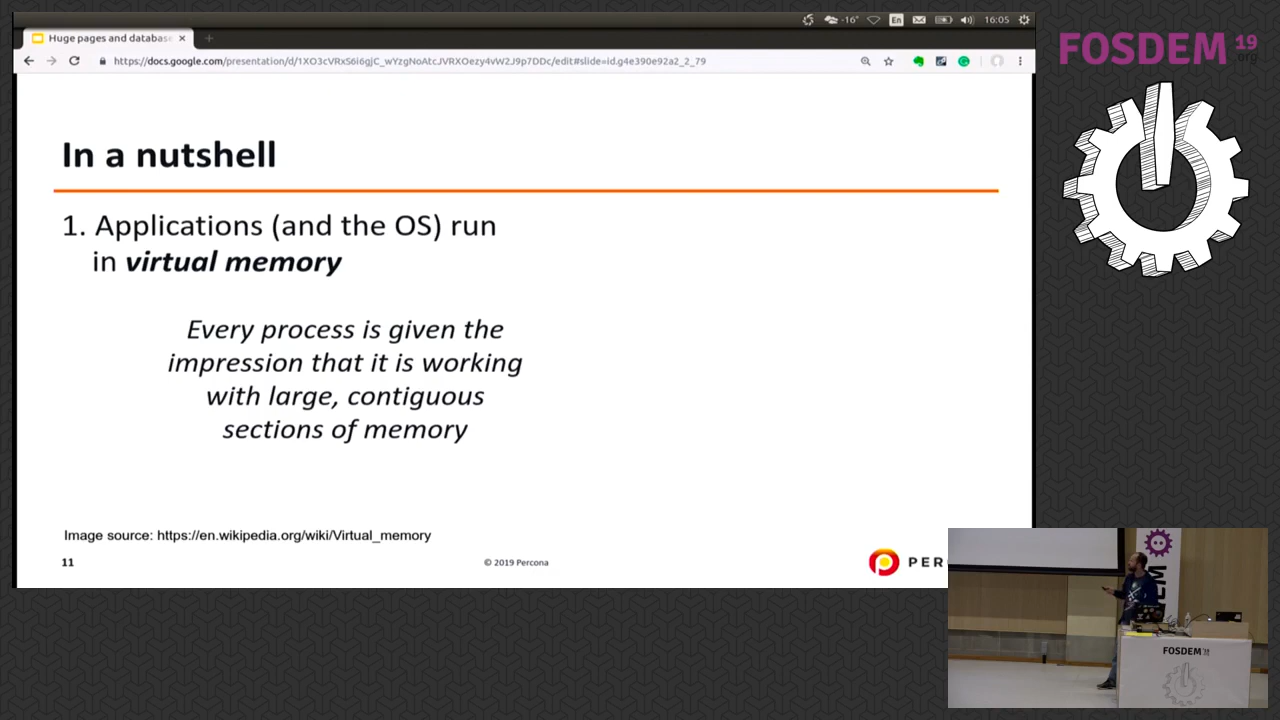 -16°
En
16:05
Huge pages and database
https://docs.google.com/presentation/d/1XO3cVRxS6i6gjC_wYzgNoAtcJVRXOezy4vW2J9p7DDc/edit#slide=id.g4e390e92a2_2_79
FOSDEM 19
.org
In a nutshell
1. Applications (and the OS) run
in virtual memory
Every process is given the
impression that it is working
with large, contiguous
sections of memory
Image source: https://en.wikipedia.org/wiki/Virtual_memory
11
© 2019 Percona
PER
FOSDEM